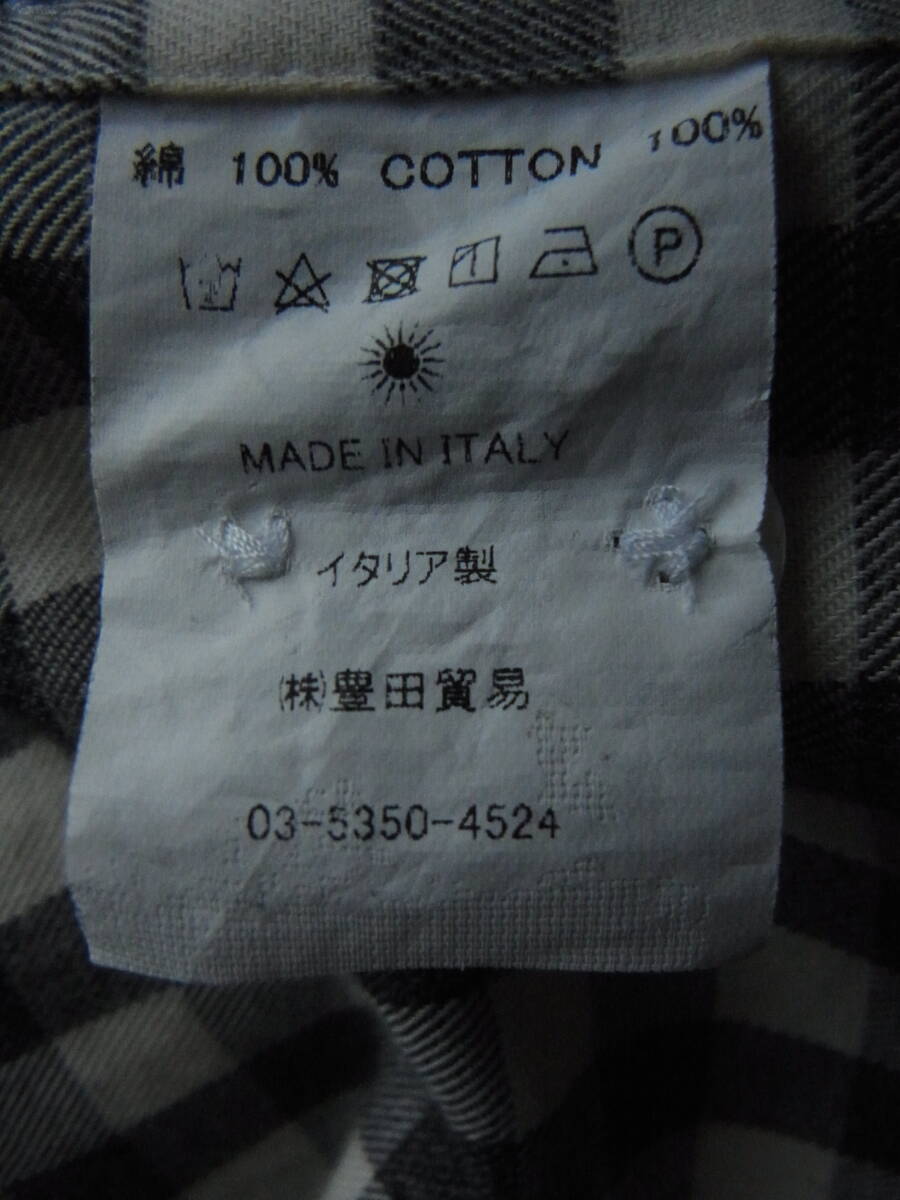 綿 100% COTTON 100%
P
MADE IN ITALY
イタリア製
㈱豊田貿易
03-5350-4524